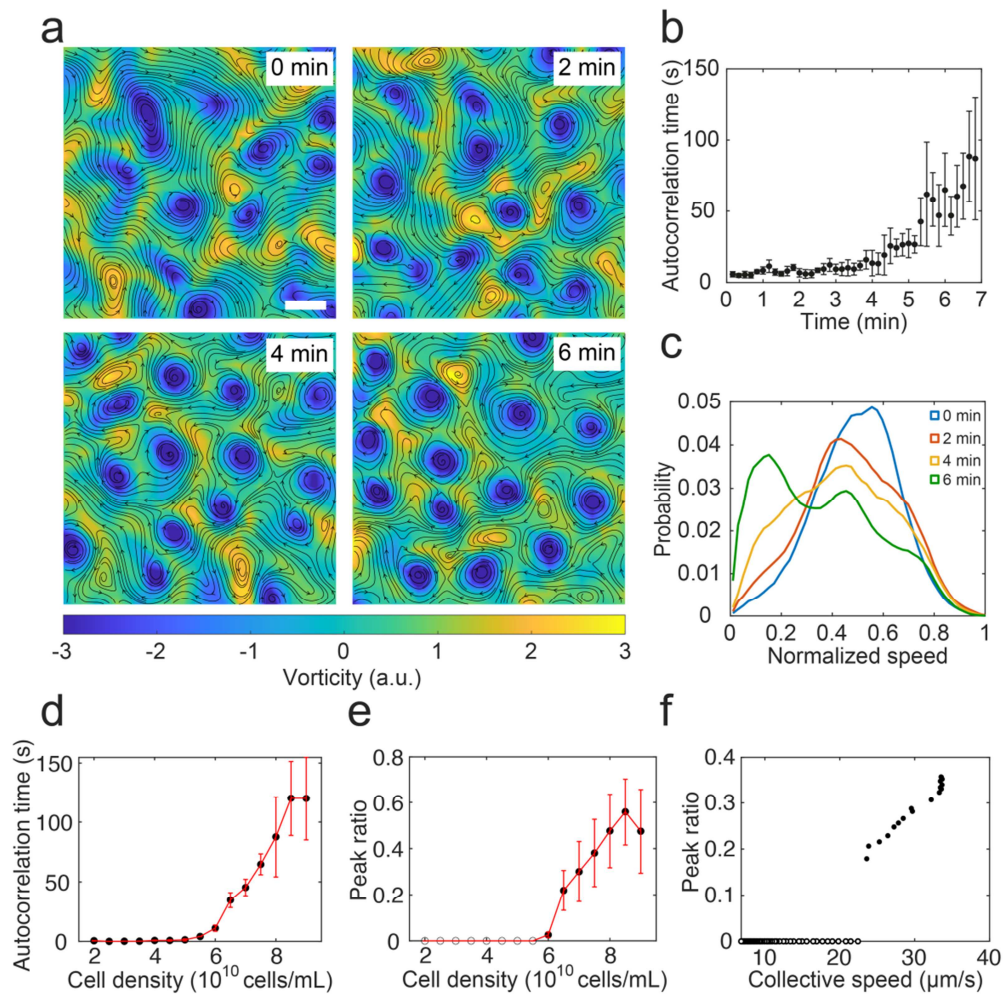 a
0 min
2 min
4 min
6 min
-3 -2 -1 0 1 2 3
Vorticity (a.u.)
b
Autocorrelation time (s)
150
100
50
0
0 1 2 3 4 5 6 7
Time (min)
c
Probability
0.05
0.04
0.03
0.02
0.01
0
0 min
2 min
4 min
6 min
0 0.2 0.4 0.6 0.8 1
Normalized speed
d
Autocorrelation time (s)
150
100
50
0
2 4 6 8
Cell density (10^10 cells/mL)
e
Peak ratio
0.8
0.6
0.4
0.2
0
2 4 6 8
Cell density (10^10 cells/mL)
f
Peak ratio
0.4
0.3
0.2
0.1
0
10 20 30 40
Collective speed (µm/s)